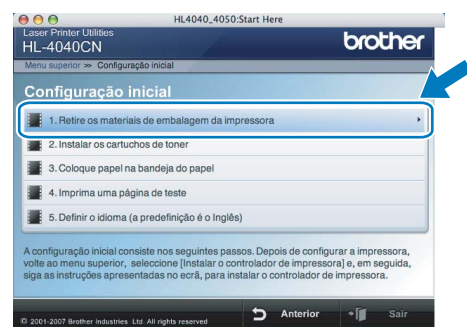 HL4040_4050:Start Here
Laser Printer Utilities
HL-4040CN
brother
Menu superior >> Configuração inicial
Configuração inicial
1. Retire os materiais de embalagem da impressora
2. Instalar os cartuchos de toner
3. Coloque papel na bandeja do papel
4. Imprima uma página de teste
5. Definir o idioma (a predefinição é o Inglês)
A configuração inicial consiste nos seguintes passos. Depois de configurar a impressora,
volte ao menu superior, seleccione [Instalar o controlador de impressora] e, em seguida,
siga as instruções apresentadas no ecrã, para instalar o controlador de impressora.
© 2001-2007 Brother Industries Ltd. All rights reserved
Anterior
Sair